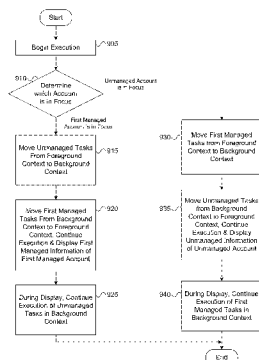 Start
Begin Execution
905
910
Determine
which Account
is in Focus
Unmanaged Account
is in Focus
First Managed
Account is in Focus
Move Unmanaged Tasks
From Foreground
Context to Background
Context
915
Move First Managed
Tasks From Background
Context to Foreground
Context, Continue
Execution & Display First
Managed Information of
First Managed Account
920
During Display, Continue
Execution of Unmanaged
Tasks in Background
Context
925
930
Move First Managed
Tasks from Foreground
Context to Background
Context
935
Move Unmanaged Tasks
from Background
Context to Foreground
Context, Continue
Execution & Display
Unmanaged Information
of Unmanaged Account
940
During Display, Continue
Execution of First
Managed Tasks in
Background Context
End